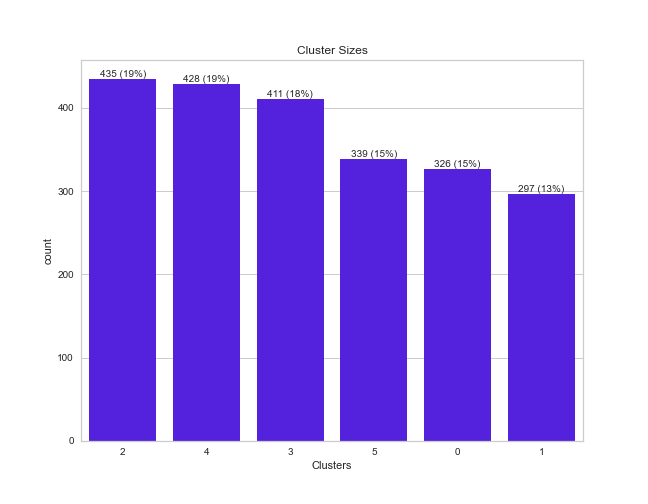 Cluster Sizes
435 (19%)
428 (19%)
411 (18%)
339 (15%)
326 (15%)
297 (13%)
400
300
200
100
0
count
2 4 3 5 0 1
Clusters